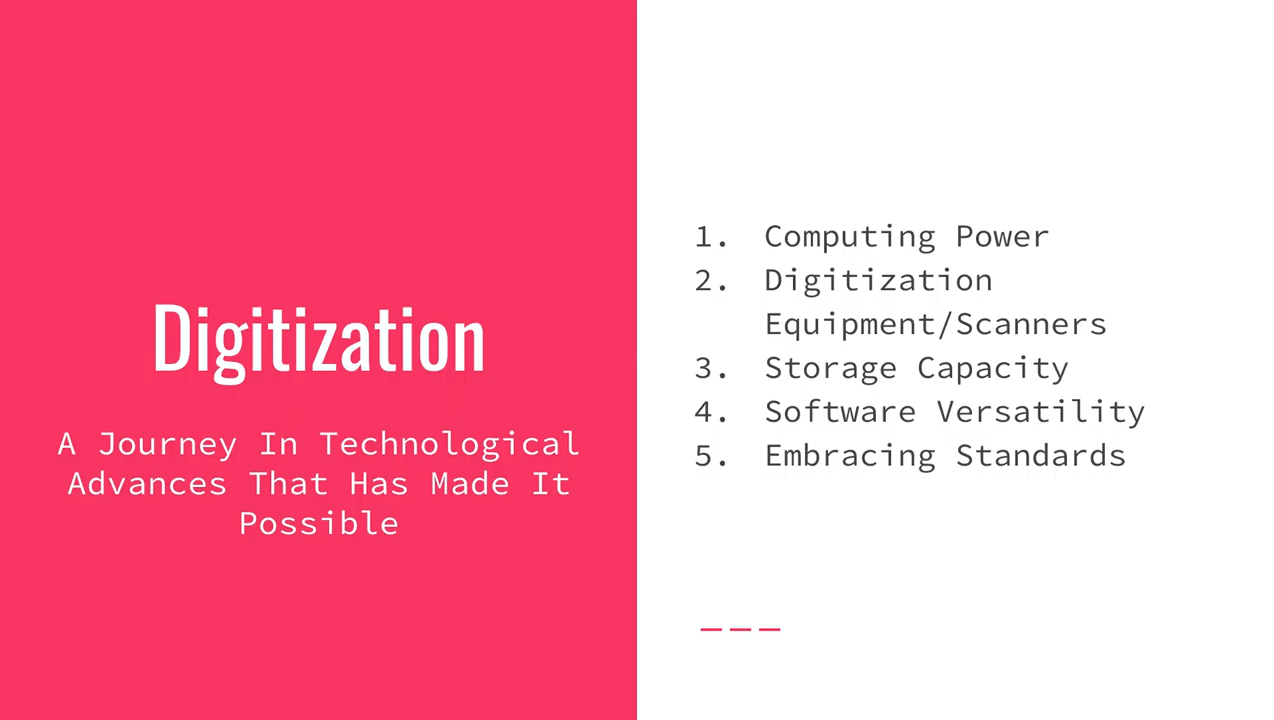 Digitization
A Journey In Technological
Advances That Has Made It
Possible
1. Computing Power
2. Digitization
Equipment/Scanners
3. Storage Capacity
4. Software Versatility
5. Embracing Standards